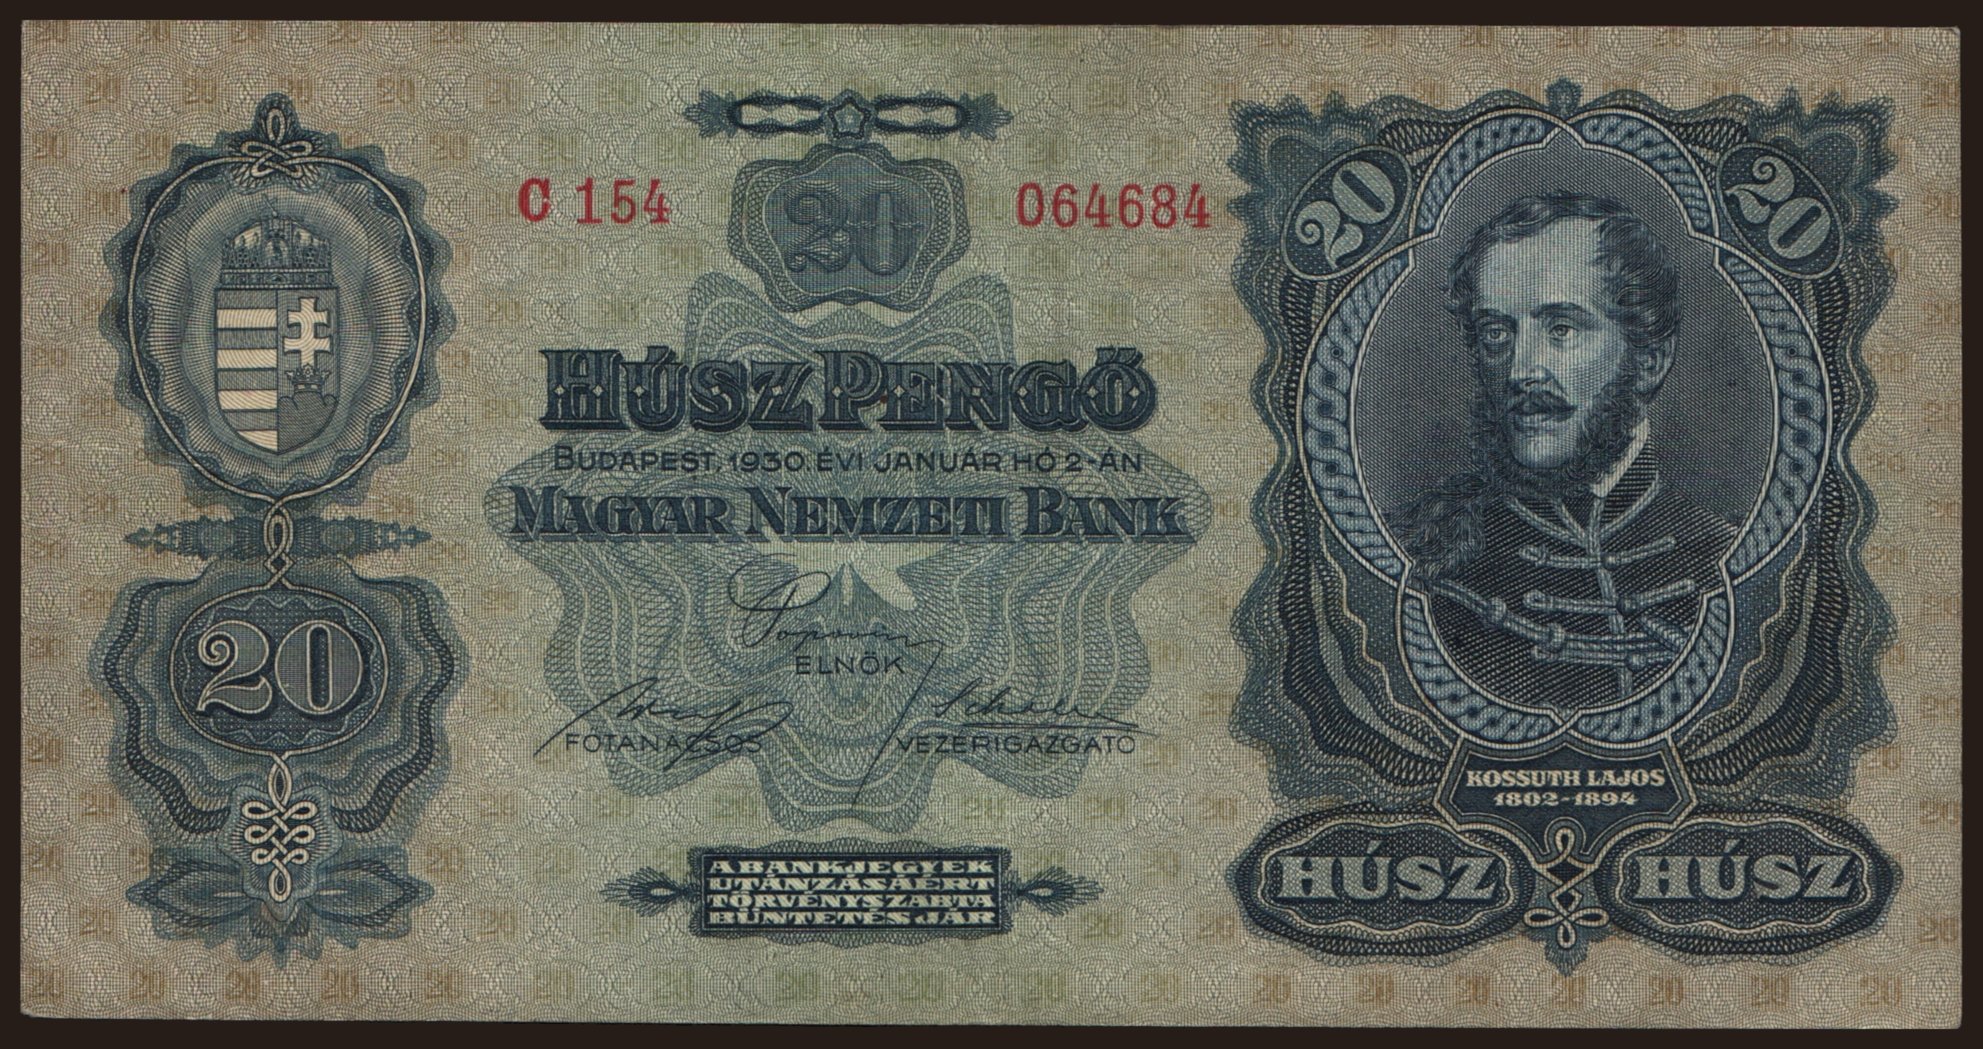 C 154
20
064684
20
20
HÚSZ PENGŐ
BUDAPEST, 1930. ÉVI JANUÁR HÓ 2-ÁN
MAGYAR NEMZETI BANK
ELNÖK
20
FŐTANÁCSOS
VEZÉRIGAZGATÓ
KOSSUTH LAJOS
1802-1894
A BANKJEGYEK
UTÁNZÁSÁÉRT
TÖRVÉNYSZABTA
BÜNTETÉS JÁR
HÚSZ
HÚSZ